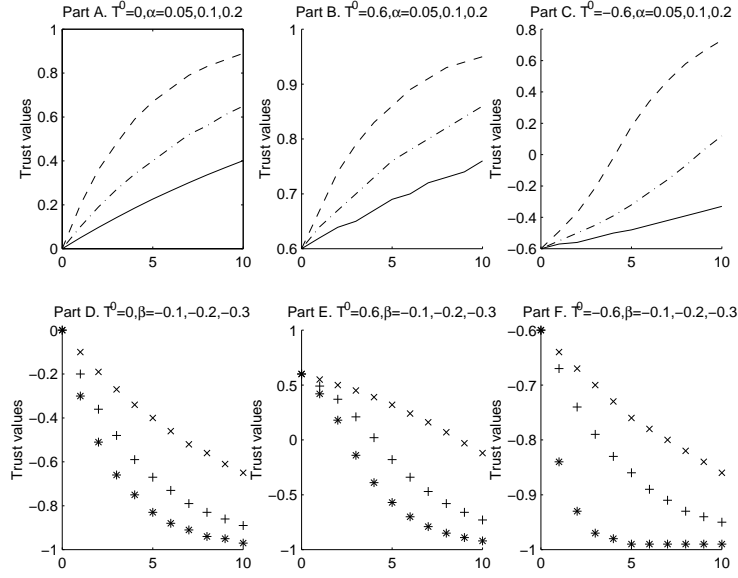 Part A. T⁰=0,α=0.05,0.1,0.2
Trust values
1
0.8
0.6
0.4
0.2
0
0 5 10
Part B. T⁰=0.6,α=0.05,0.1,0.2
Trust values
1
0.9
0.8
0.7
0.6
0 5 10
Part C. T⁰=−0.6,α=0.05,0.1,0.2
Trust values
0.8
0.6
0.4
0.2
0
−0.2
−0.4
−0.6
0 5 10
Part D. T⁰=0,β=−0.1,−0.2,−0.3
Trust values
0
−0.2
−0.4
−0.6
−0.8
−1
0 5 10
Part E. T⁰=0.6,β=−0.1,−0.2,−0.3
Trust values
1
0.5
0
−0.5
−1
0 5 10
Part F. T⁰=−0.6,β=−0.1,−0.2,−0.3
Trust values
−0.6
−0.7
−0.8
−0.9
−1
0 5 10